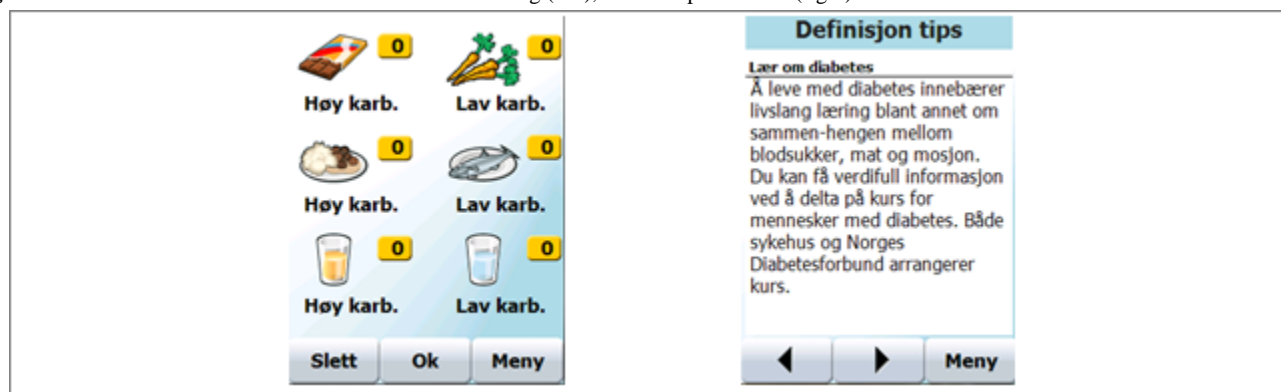 0 0
Høy karb. Lav karb.
0 0
Høy karb. Lav karb.
0 0
Høy karb. Lav karb.
Slett Ok Meny
Definisjon tips
Lær om diabetes
Å leve med diabetes innebærer
livslang læring blant annet om
sammen-hengen mellom
blodsukker, mat og mosjon.
Du kan få verdifull informasjon
ved å delta på kurs for
mennesker med diabetes. Både
sykehus og Norges
Diabetesforbund arrangerer
kurs.
Meny